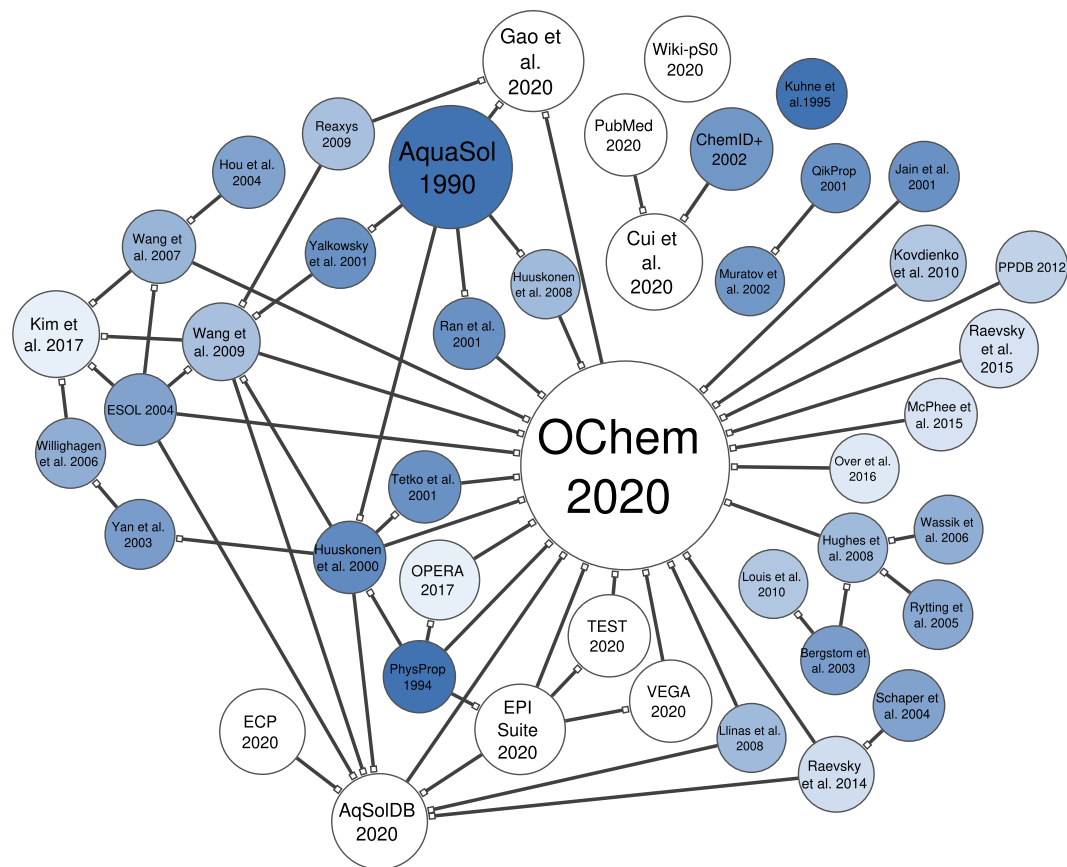 Gao et
al.
2020
Wiki-pS0
2020
Kuhne et
al.1995
Reaxys
2009
PubMed
2020
ChemID+
2002
AquaSol
1990
Hou et al.
2004
QikProp
2001
Jain et al.
2001
Wang et
al. 2007
Yalkowsky
et al. 2001
Huuskonen
et al. 2008
Cui et
al.
2020
Muratov et
al. 2002
Kovdienko
et al. 2010
PPDB 2012
Kim et
al. 2017
Wang et
al. 2009
Ran et al.
2001
Raevsky
et al.
2015
ESOL 2004
McPhee et
al. 2015
OChem
2020
Willighagen
et al. 2006
Tetko et al.
2001
Over et al.
2016
Yan et al.
2003
Huuskonen
et al. 2000
OPERA
2017
Hughes et
al. 2008
Wassik et
al. 2006
Louis et al.
2010
Rytting et
al. 2005
TEST
2020
Bergstom et
al. 2003
PhysProp
1994
VEGA
2020
Schaper et
al. 2004
ECP
2020
EPI
Suite
2020
Llinas et al.
2008
Raevsky
et al. 2014
AqSolDB
2020